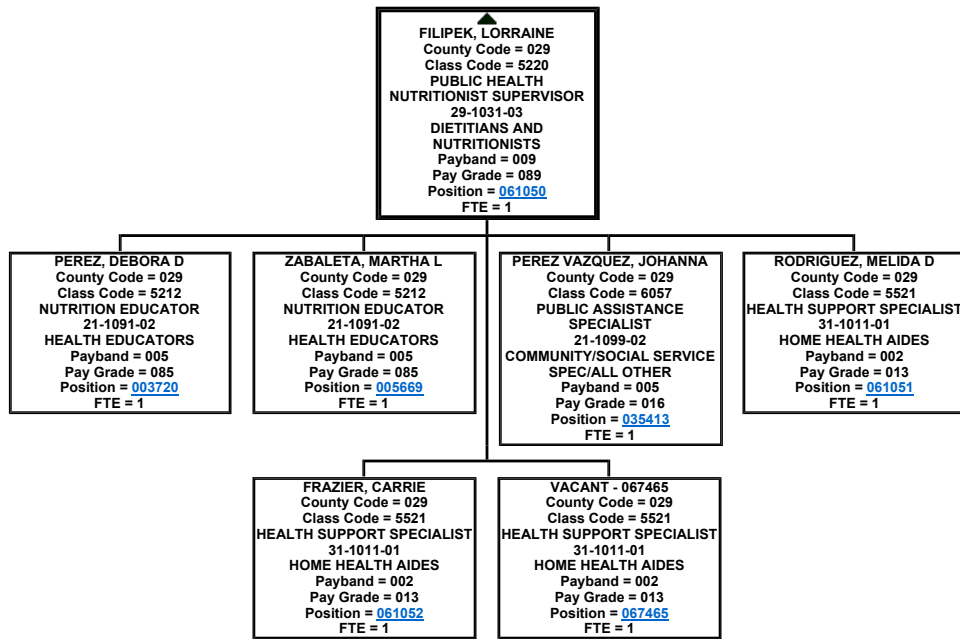 FILIPEK, LORRAINE
County Code = 029
Class Code = 5220
PUBLIC HEALTH
NUTRITIONIST SUPERVISOR
29-1031-03
DIETITIANS AND
NUTRITIONISTS
Payband = 009
Pay Grade = 089
Position = 061050
FTE = 1
PEREZ, DEBORA D
County Code = 029
Class Code = 5212
NUTRITION EDUCATOR
21-1091-02
HEALTH EDUCATORS
Payband = 005
Pay Grade = 085
Position = 003720
FTE = 1
ZABALETA, MARTHA L
County Code = 029
Class Code = 5212
NUTRITION EDUCATOR
21-1091-02
HEALTH EDUCATORS
Payband = 005
Pay Grade = 085
Position = 005669
FTE = 1
PEREZ VAZQUEZ, JOHANNA
County Code = 029
Class Code = 6057
PUBLIC ASSISTANCE
SPECIALIST
21-1099-02
COMMUNITY/SOCIAL SERVICE
SPEC/ALL OTHER
Payband = 005
Pay Grade = 016
Position = 035413
FTE = 1
RODRIGUEZ, MELIDA D
County Code = 029
Class Code = 5521
HEALTH SUPPORT SPECIALIST
31-1011-01
HOME HEALTH AIDES
Payband = 002
Pay Grade = 013
Position = 061051
FTE = 1
FRAZIER, CARRIE
County Code = 029
Class Code = 5521
HEALTH SUPPORT SPECIALIST
31-1011-01
HOME HEALTH AIDES
Payband = 002
Pay Grade = 013
Position = 061052
FTE = 1
VACANT - 067465
County Code = 029
Class Code = 5521
HEALTH SUPPORT SPECIALIST
31-1011-01
HOME HEALTH AIDES
Payband = 002
Pay Grade = 013
Position = 067465
FTE = 1